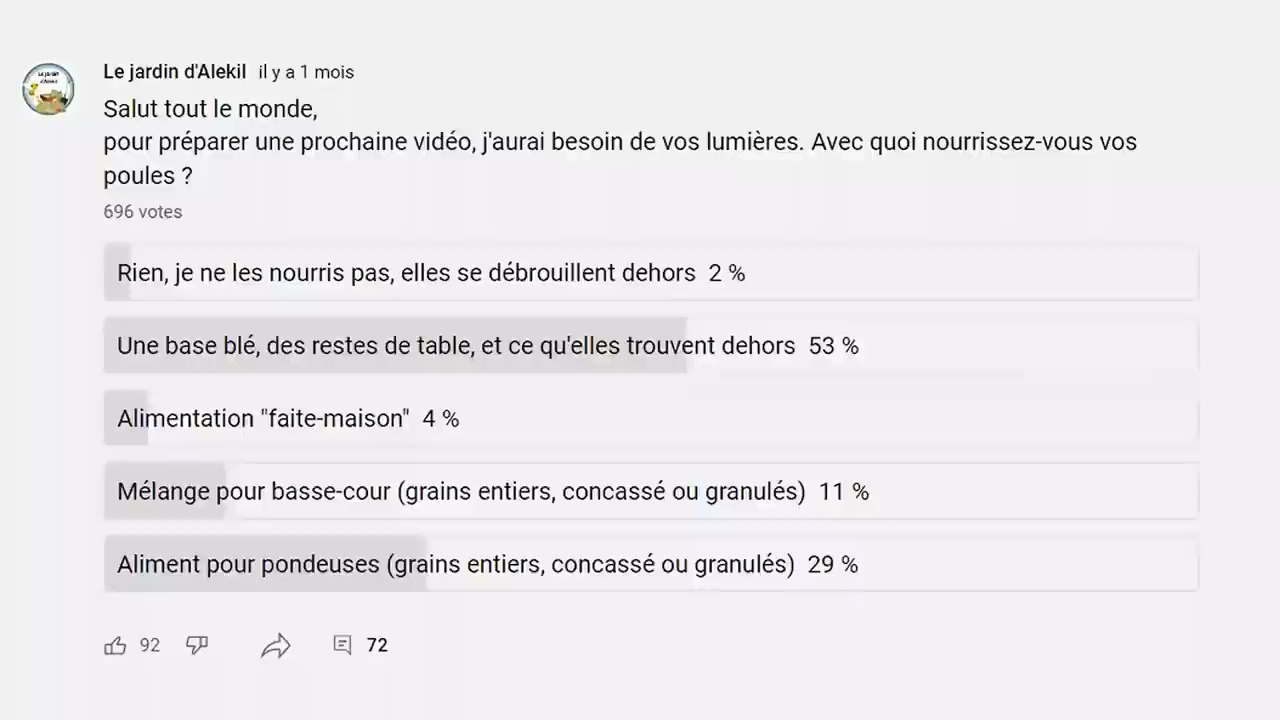 Le jardin d'Alekil il y a 1 mois
Salut tout le monde,
pour préparer une prochaine vidéo, j'aurai besoin de vos lumières. Avec quoi nourrissez-vous vos
poules ?
696 votes
Rien, je ne les nourris pas, elles se débrouillent dehors 2 %
Une base blé, des restes de table, et ce qu'elles trouvent dehors 53 %
Alimentation "faite-maison" 4 %
Mélange pour basse-cour (grains entiers, concassé ou granulés) 11 %
Aliment pour pondeuses (grains entiers, concassé ou granulés) 29 %
92 72